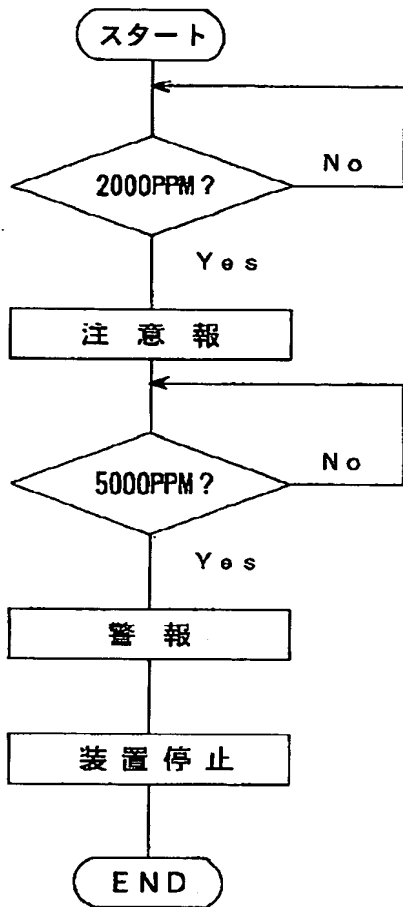 スタート
2000PPM?
No
Yes
注意報
5000PPM?
No
Yes
警報
装置停止
END